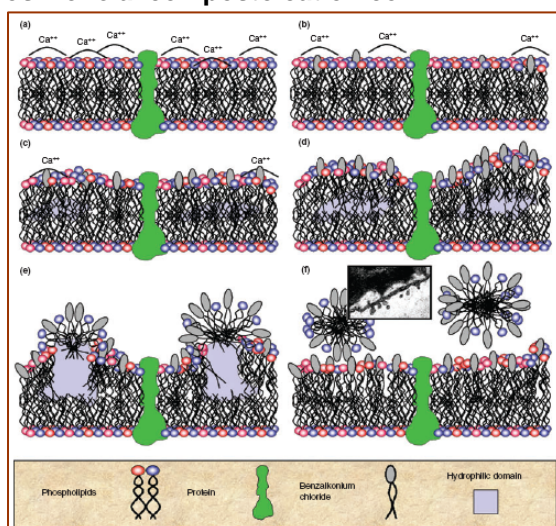 (a)
Ca++ Ca++ Ca++ Ca++ Ca++ Ca++
(b)
Ca++ Ca++ Ca++
(c)
Ca++ Ca++
(d)
(e)
(f)
Phospholipids
Protein
Benzalkonium
chloride
Hydrophilic domain